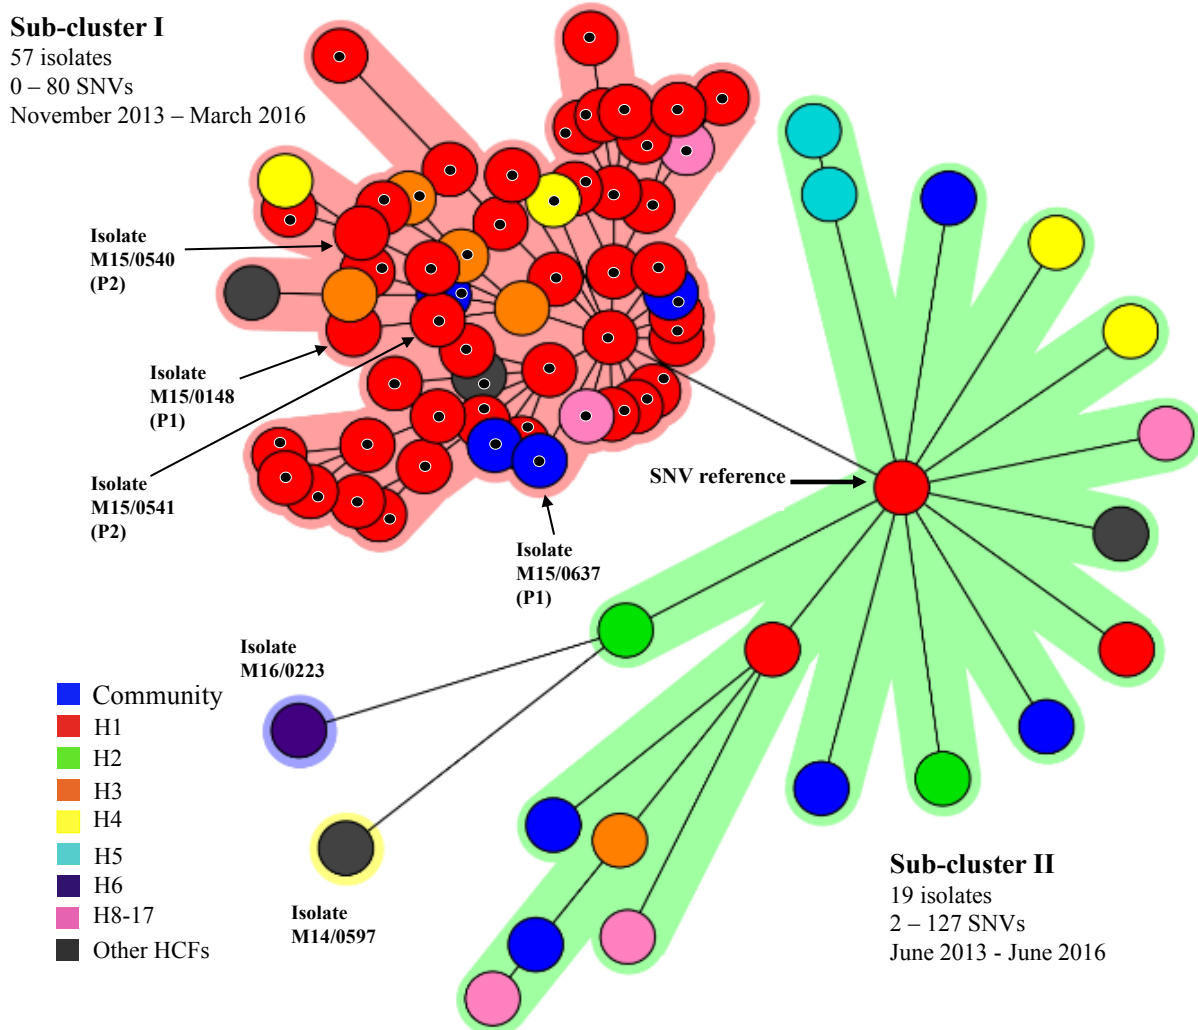 Sub-cluster I
57 isolates
0 – 80 SNVs
November 2013 – March 2016
Isolate
M15/0540
(P2)
Isolate
M15/0148
(P1)
Isolate
M15/0541
(P2)
SNV reference
Isolate
M15/0637
(P1)
Isolate
M16/0223
Isolate
M14/0597
Community
H1
H2
H3
H4
H5
H6
H8-17
Other HCFs
Sub-cluster II
19 isolates
2 – 127 SNVs
June 2013 - June 2016